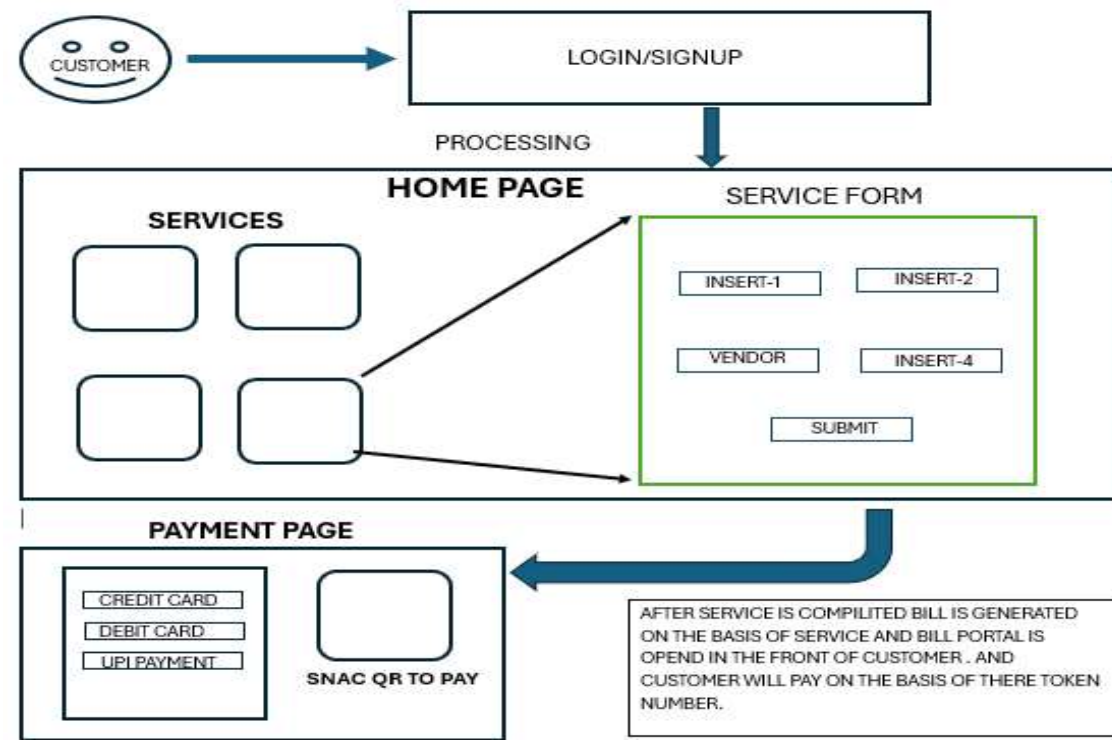 CUSTOMER
LOGIN/SIGNUP
PROCESSING
HOME PAGE
SERVICES
SERVICE FORM
INSERT-1
INSERT-2
VENDOR
INSERT-4
SUBMIT
PAYMENT PAGE
CREDIT CARD
DEBIT CARD
UPI PAYMENT
SNAC QR TO PAY
AFTER SERVICE IS COMPILITED BILL IS GENERATED
ON THE BASIS OF SERVICE AND BILL PORTAL IS
OPEND IN THE FRONT OF CUSTOMER . AND
CUSTOMER WILL PAY ON THE BASIS OF THERE TOKEN
NUMBER.